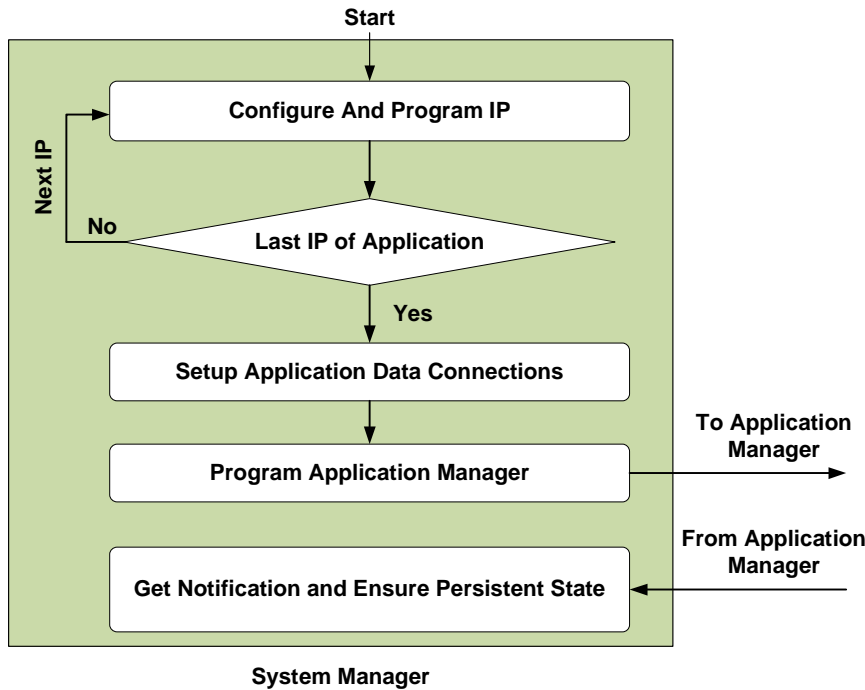 Start
Configure And Program IP
Next IP
No
Last IP of Application
Yes
Setup Application Data Connections
To Application
Manager
Program Application Manager
From Application
Manager
Get Notification and Ensure Persistent State
System Manager